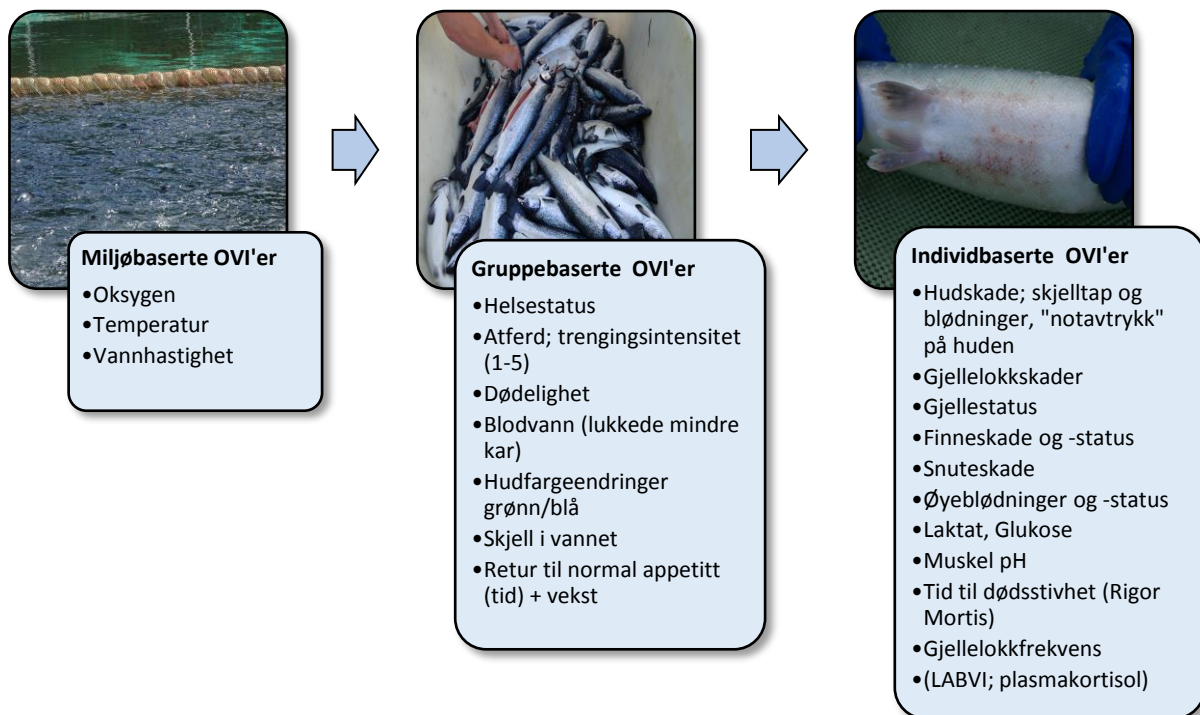 Miljøbaserte OVI'er
•Oksygen
•Temperatur
•Vannhastighet
Gruppebaserte OVI'er
•Helsestatus
•Atferd; trengingsintensitet
(1-5)
•Dødelighet
•Blodvann (lukkede mindre
kar)
•Hudfargeendringer
grønn/blå
•Skjell i vannet
•Retur til normal appetitt
(tid) + vekst
Individbaserte OVI'er
•Hudskade; skjelltap og
blødninger, "notavtrykk"
på huden
•Gjellelokkskader
•Gjellestatus
•Finneskade og -status
•Snuteskade
•Øyeblødninger og -status
•Laktat, Glukose
•Muskel pH
•Tid til dødsstivhet (Rigor
Mortis)
•Gjellelokkfrekvens
•(LABVI; plasmakortisol)